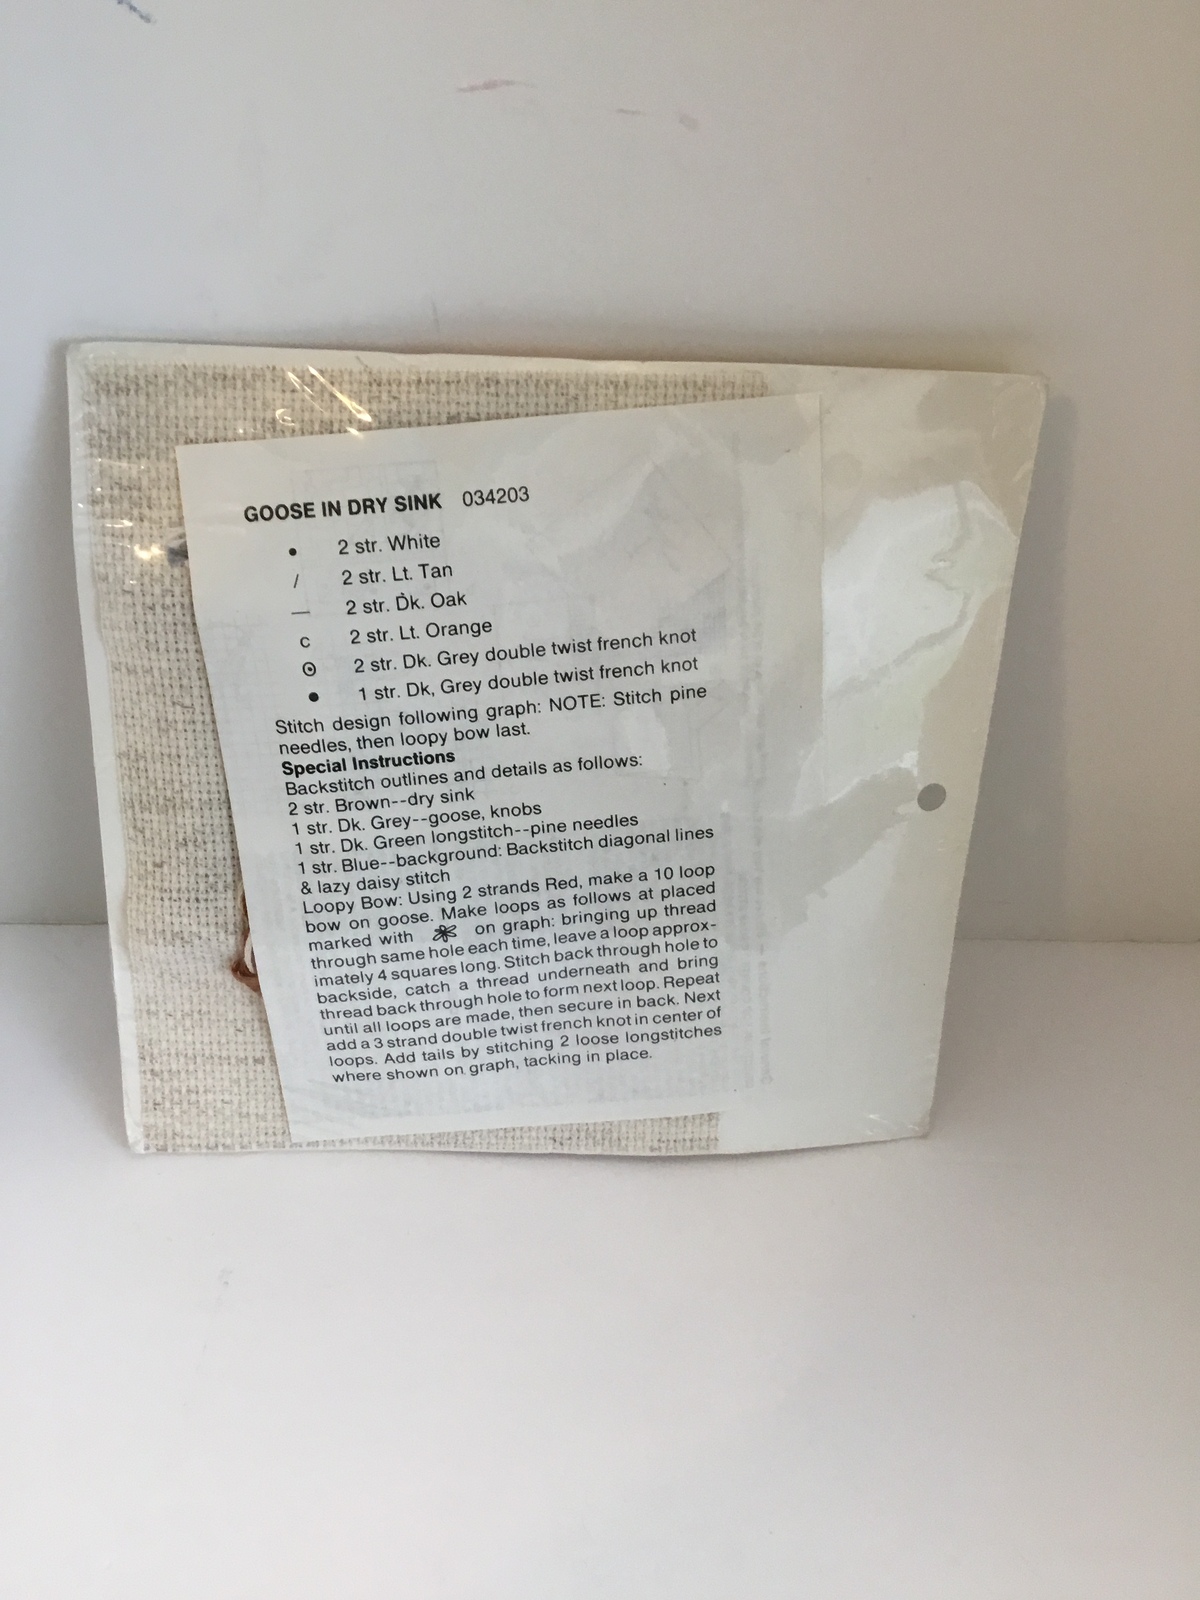 GOOSE IN DRY SINK 034203
• 2 str. White
/ 2 str. Lt. Tan
— 2 str. Dk. Oak
c 2 str. Lt. Orange
⊙ 2 str. Dk. Grey double twist french knot
● 1 str. Dk, Grey double twist french knot
Stitch design following graph: NOTE: Stitch pine
needles, then loopy bow last.
Special Instructions
Backstitch outlines and details as follows:
2 str. Brown--dry sink
1 str. Dk. Grey--goose, knobs
1 str. Dk. Green longstitch--pine needles
1 str. Blue--background: Backstitch diagonal lines
& lazy daisy stitch
Loopy Bow: Using 2 strands Red, make a 10 loop
bow on goose. Make loops as follows at placed
marked with on graph: bringing up thread
through same hole each time, leave a loop approx-
imately 4 squares long. Stitch back through hole to
backside, catch a thread underneath and bring
thread back through hole to form next loop. Repeat
until all loops are made, then secure in back. Next
add a 3 strand double twist french knot in center of
loops. Add tails by stitching 2 loose longstitches
where shown on graph, tacking in place.